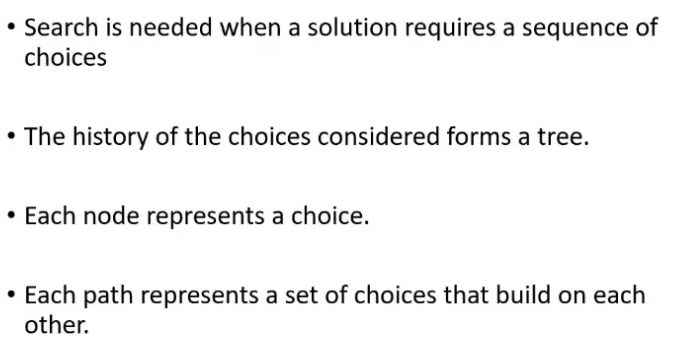 • Search is needed when a solution requires a sequence of
choices
• The history of the choices considered forms a tree.
• Each node represents a choice.
• Each path represents a set of choices that build on each
other.